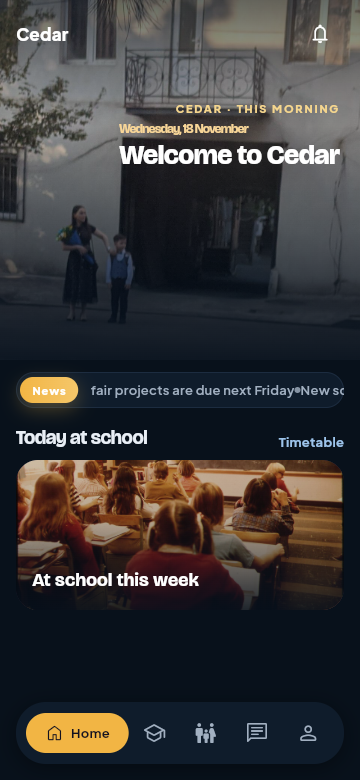 Cedar
CEDAR · THIS MORNING
Wednesday, 18 November
Welcome to Cedar
News fair projects are due next Friday•New sc
Today at school
Timetable
At school this week
Home